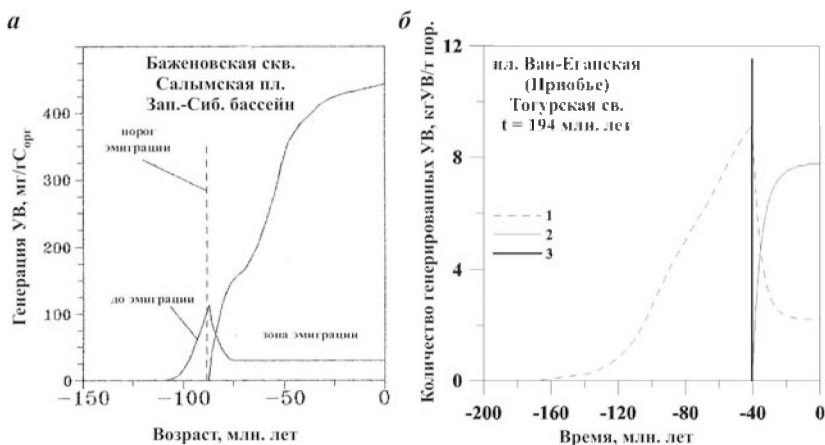 а
Баженовская скв.
Салымская пл.
Зап.-Сиб. бассейн
порог
эмиграции
до эмиграции
зона эмиграции
Генерация УВ, мг/гСорг
400
300
200
100
0
−150
−100
−50
−0
Возраст, млн. лет
б
пл. Ван-Еганская
(Приобье)
Тогурская св.
t = 194 млн. лет
1
2
3
Количество генерированных УВ, кгУВ/т пор.
12
8
4
0
-200
-160
-120
-80
-40
0
Время, млн. лет